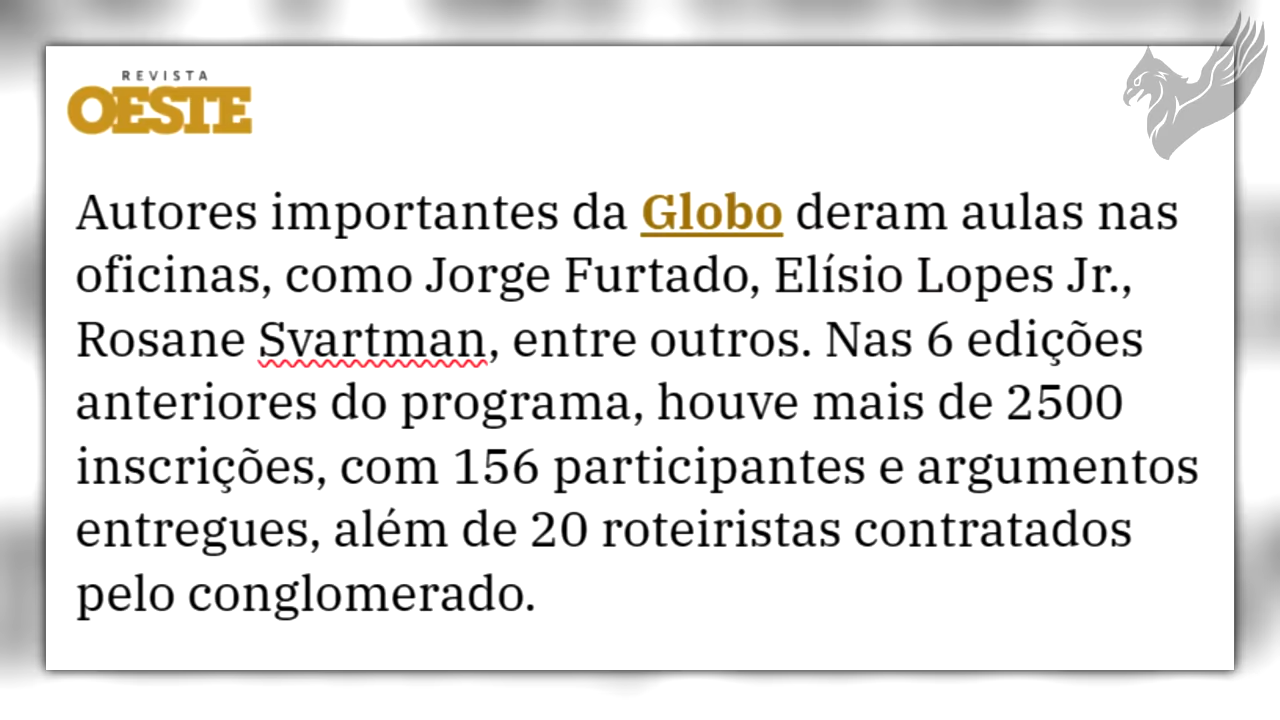 REVISTA
OESTE
Autores importantes da Globo deram aulas nas
oficinas, como Jorge Furtado, Elísio Lopes Jr.,
Rosane Svartman, entre outros. Nas 6 edições
anteriores do programa, houve mais de 2500
inscrições, com 156 participantes e argumentos
entregues, além de 20 roteiristas contratados
pelo conglomerado.